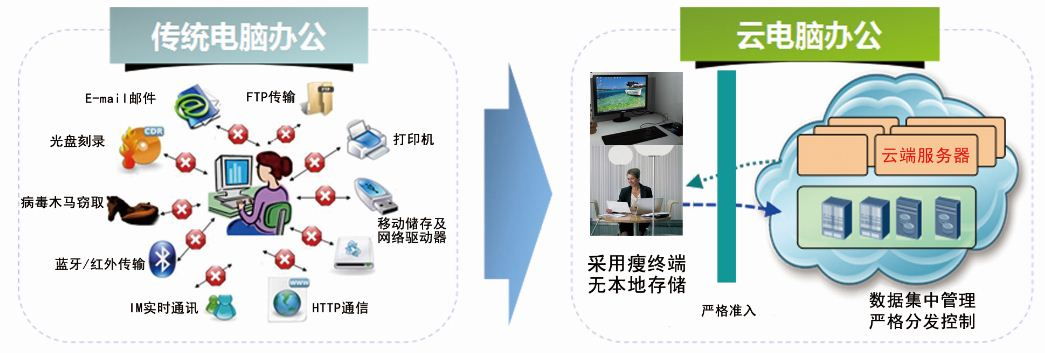 传统电脑办公
E-mail邮件
FTP传输
FTP
光盘刻录
CDR
打印机
病毒木马窃取
移动储存及
网络驱动器
蓝牙/红外传输
IM实时通讯
WWW
HTTP通信
云电脑办公
云端服务器
采用瘦终端
无本地存储
严格准入
数据集中管理
严格分发控制